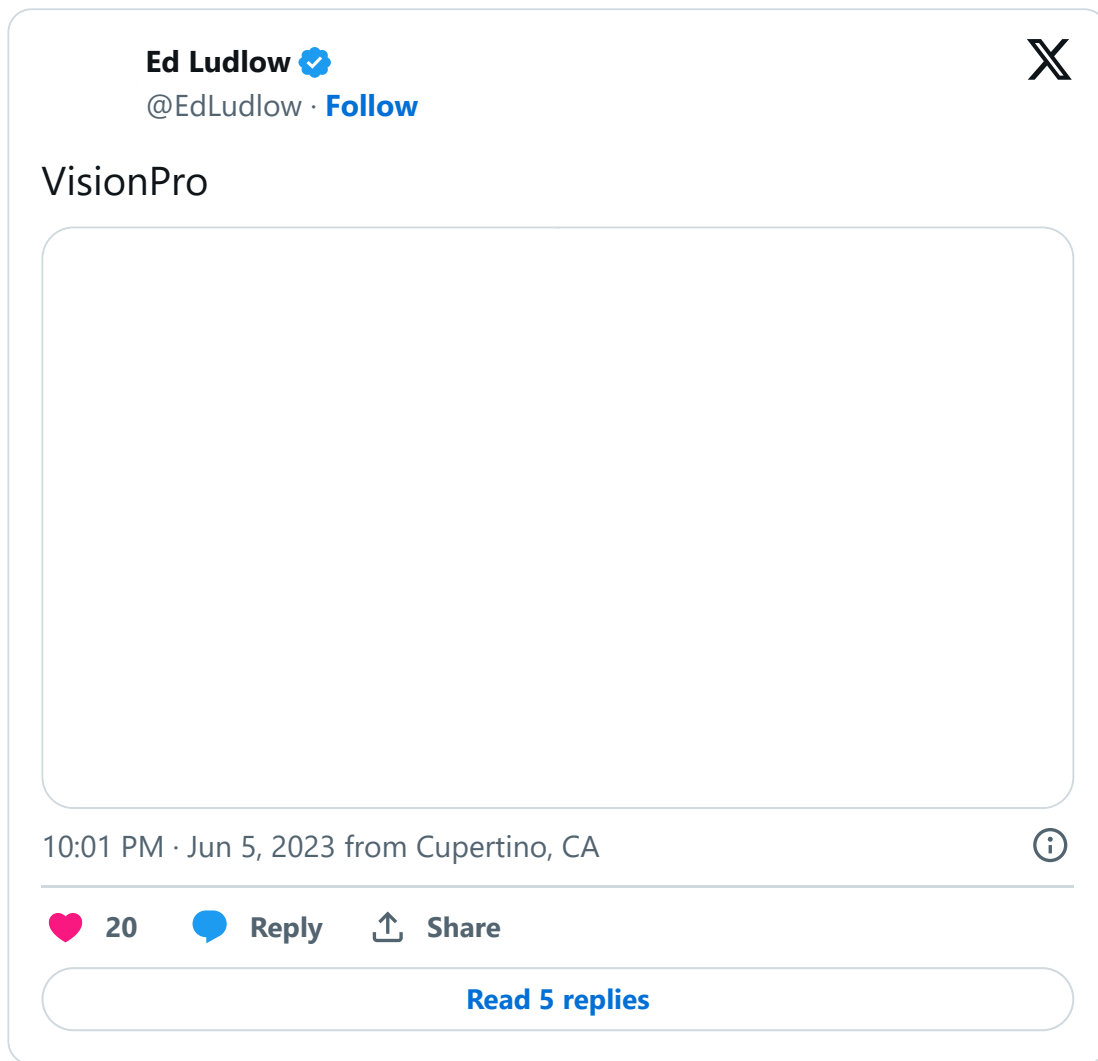 Ed Ludlow
@EdLudlow · Follow
VisionPro
10:01 PM · Jun 5, 2023 from Cupertino, CA
20 Reply Share
Read 5 replies